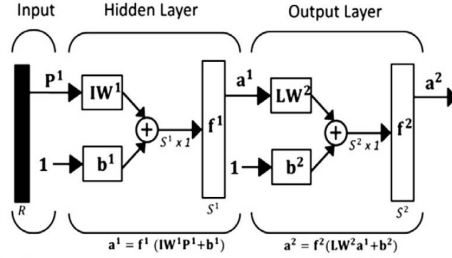 Input Hidden Layer Output Layer
P¹ IW¹ a¹ LW² a²
+ S¹ x 1 f¹ + S² x 1 f²
1 b¹ 1 b²
R S¹ S²
a¹ = f¹ (IW¹P¹+b¹) a² = f²(LW²a¹+b²)